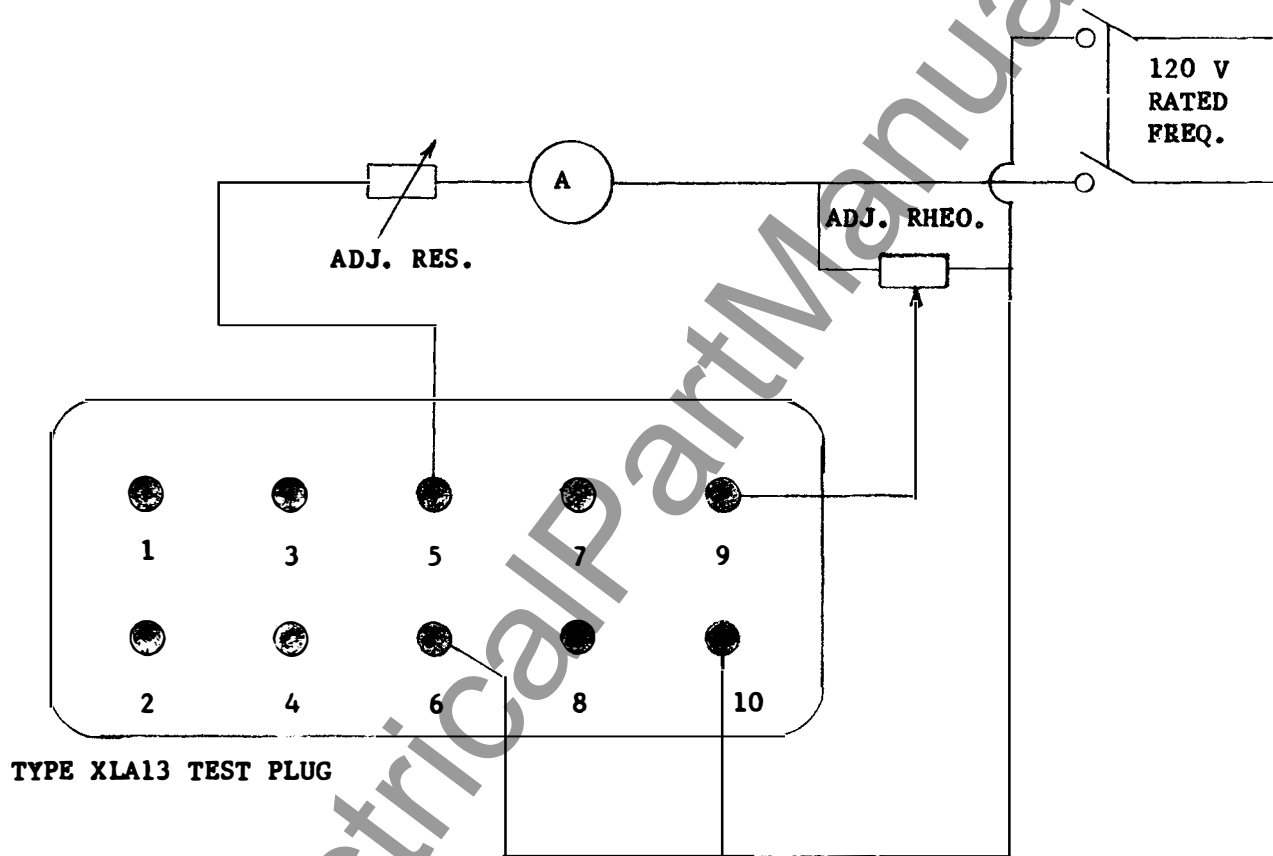 120 V
RATED
FREQ.
A
ADJ. RES.
ADJ. RHEO.
1
3
5
7
9
2
4
6
8
10
TYPE XLA13 TEST PLUG
ctricalPartManua